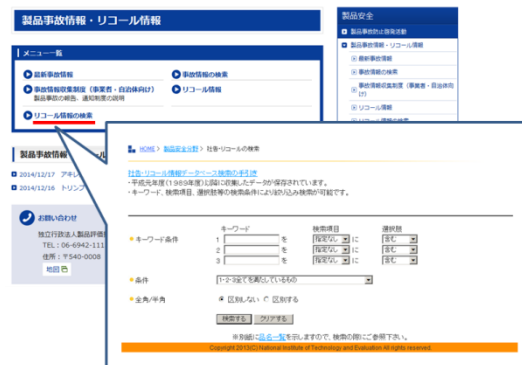 製品事故情報・リコール情報
メニュー一覧
最新事故情報
事故情報の検索
事故情報収集制度（事業者・自治体向け）
製品事故の報告、通知制度の説明
リコール情報
リコール情報の検索
製品事故情報
2014/12/17 アキレ
2014/12/16 トリンプ
お問い合わせ
独立行政法人製品評価
TEL：06-6942-111
住所：〒540-0008
地図
製品安全
製品事故防止啓発活動
製品事故情報・リコール情報
最新事故情報
事故情報の検索
事故情報収集制度（事業者・自治体向け）
リコール情報
リコール情報の検索
HOME> 製品安全分野> 社告・リコールの検索
社告・リコール情報データベース検索の手引き
・平成元年度(1989年度)以降に収集したデータが保存されています。
・キーワード、検索項目、選択肢等の検索条件により絞り込み検索が可能です。
キーワード 検索項目 選択肢
キーワード条件 1 を 指定なし に 含む
2 を 指定なし に 含む
3 を 指定なし に 含む
条件 1-2-3全てを満たしているもの
全角/半角 区別しない 区別する
検索する クリアする
※別紙に品名一覧を示しますので、検索の際にご参照下さい。
Copyright 2013(C) National Institute of Technology and Evaluation All rights reserved.